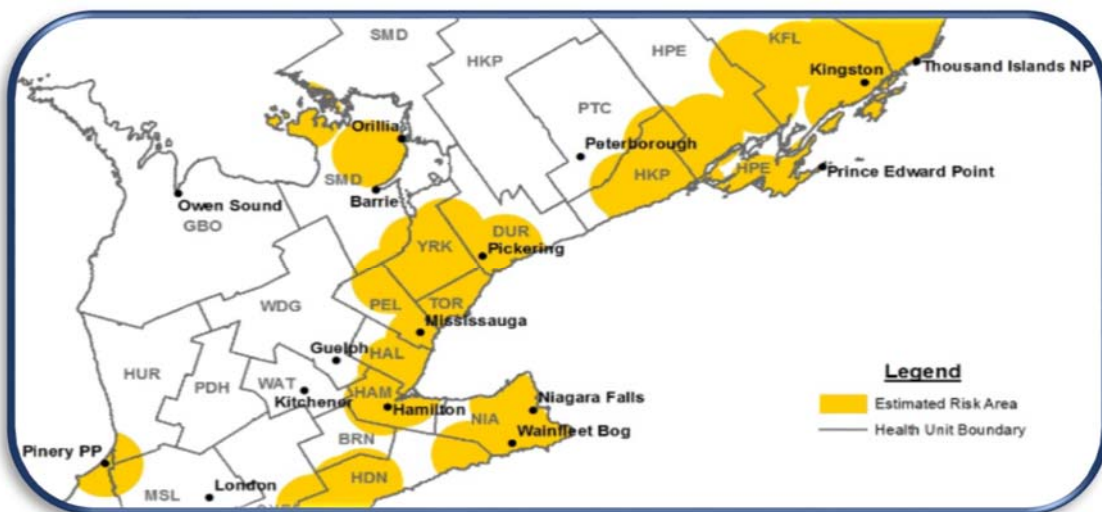 SMD
HKP
HPE
KFL
Kingston
Thousand Islands NP
PTC
Orillia
Peterborough
SMD
HKP
HPE
Prince Edward Point
Barrie
Owen Sound
GBO
YRK
DUR
Pickering
WDG
PEL
TOR
Mississauga
Guelph
HAL
HUR
PDH
WAT
Kitchener
HAM
Hamilton
NIA
Niagara Falls
Wainfleet Bog
BRN
Pinery PP
HDN
MSL
London
Legend
Estimated Risk Area
Health Unit Boundary